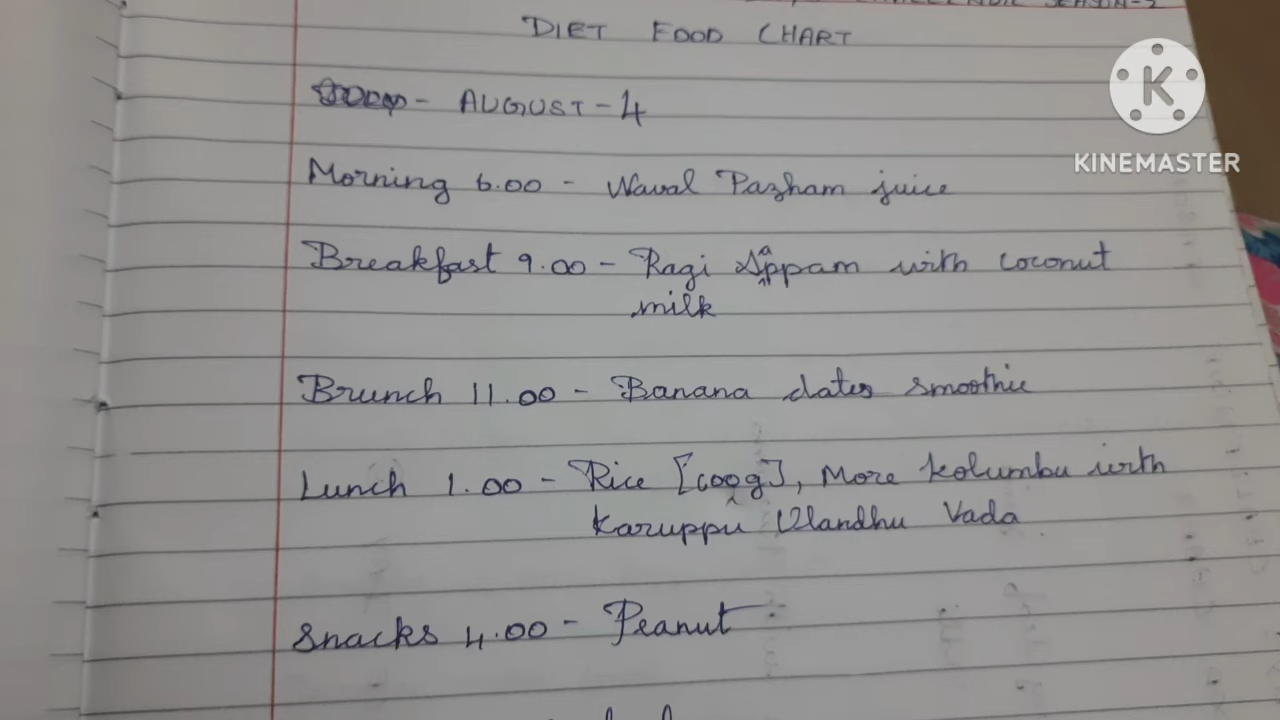 SEASON-2
DIET FOOD CHART
- AUGUST-4
KINEMASTER
Morning 6.00 - Naval Pazham juice
Breakfast 9.00 - Ragi Appam with coconut
milk
Brunch 11.00 - Banana dates smoothie
Lunch 1.00 - Rice [100g], More kolumbu with
Karuppu Ulandhu Vada
Snacks 4.00 - Peanut